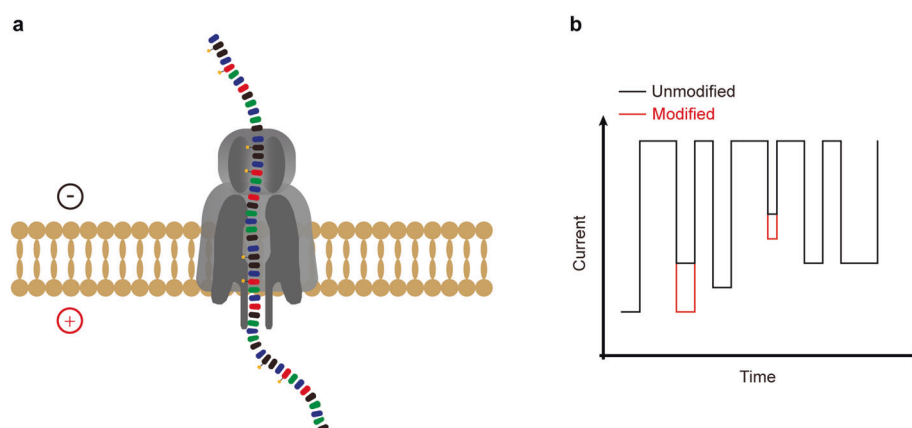 a
b
Unmodified
Modified
-
+
Current
Time